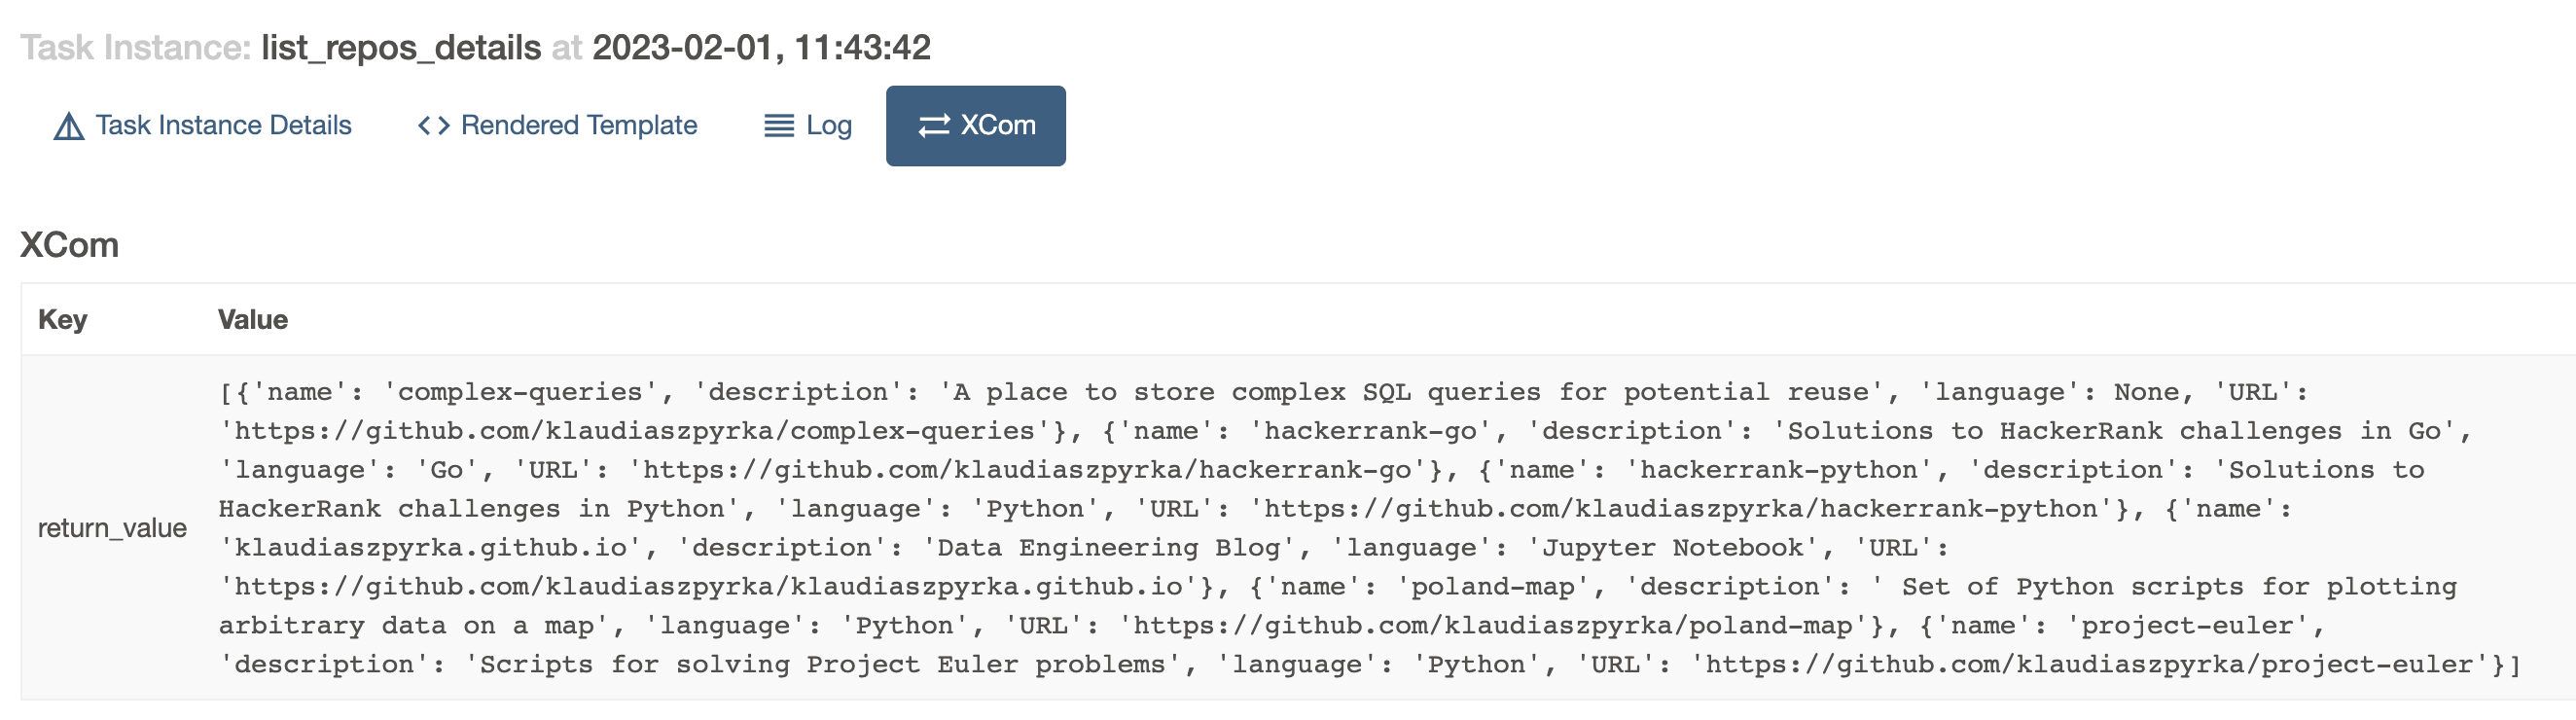 Task Instance: list_repos_details at 2023-02-01, 11:43:42
Task Instance Details <> Rendered Template Log XCom
XCom
Key Value
return_value
[{'name': 'complex-queries', 'description': 'A place to store complex SQL queries for potential reuse', 'language': None, 'URL':
'https://github.com/klaudiaszpyrka/complex-queries'}, {'name': 'hackerrank-go', 'description': 'Solutions to HackerRank challenges in Go',
'language': 'Go', 'URL': 'https://github.com/klaudiaszpyrka/hackerrank-go'}, {'name': 'hackerrank-python', 'description': 'Solutions to
HackerRank challenges in Python', 'language': 'Python', 'URL': 'https://github.com/klaudiaszpyrka/hackerrank-python'}, {'name':
'klaudiaszpyrka.github.io', 'description': 'Data Engineering Blog', 'language': 'Jupyter Notebook', 'URL':
'https://github.com/klaudiaszpyrka/klaudiaszpyrka.github.io'}, {'name': 'poland-map', 'description': ' Set of Python scripts for plotting
arbitrary data on a map', 'language': 'Python', 'URL': 'https://github.com/klaudiaszpyrka/poland-map'}, {'name': 'project-euler',
'description': 'Scripts for solving Project Euler problems', 'language': 'Python', 'URL': 'https://github.com/klaudiaszpyrka/project-euler'}]